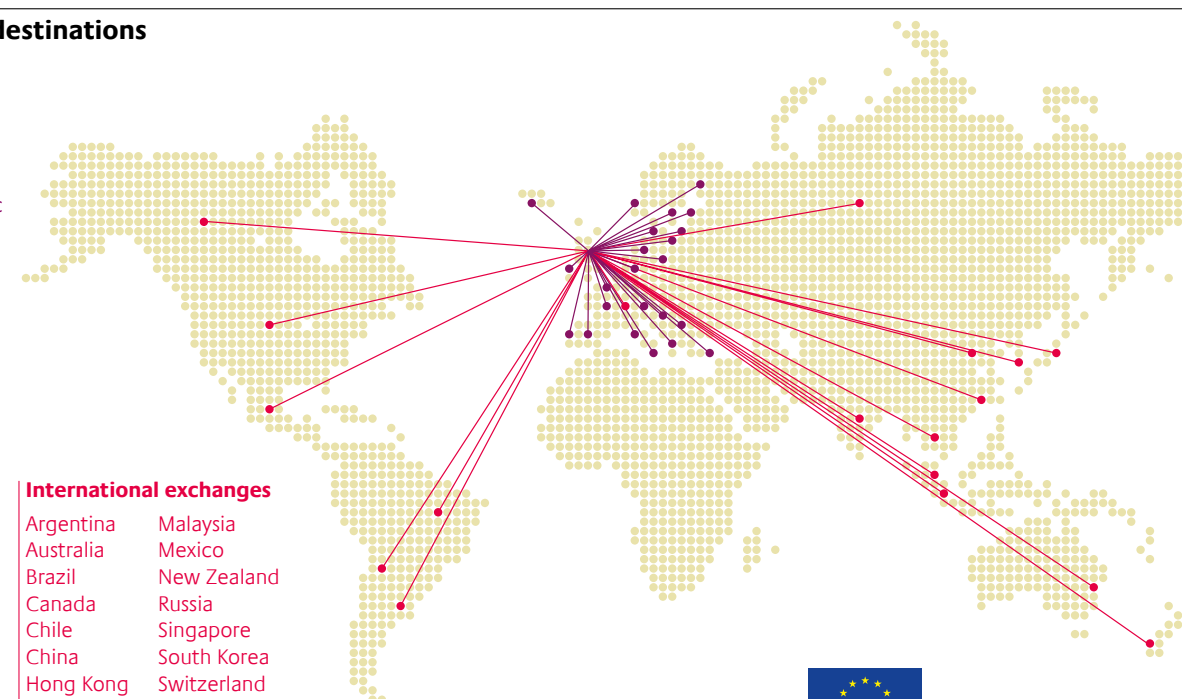 destinations
International exchanges
Argentina Malaysia
Australia Mexico
Brazil New Zealand
Canada Russia
Chile Singapore
China South Korea
Hong Kong Switzerland